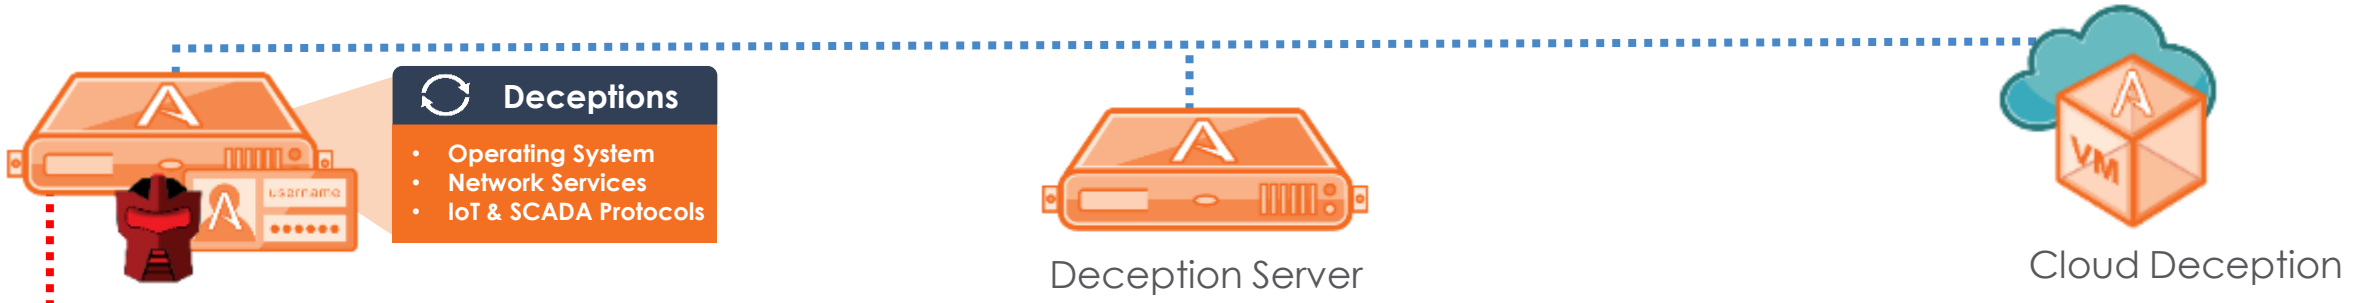 Deceptions
• Operating System
• Network Services
• IoT & SCADA Protocols
username
VM
Deception Server
Cloud Deception